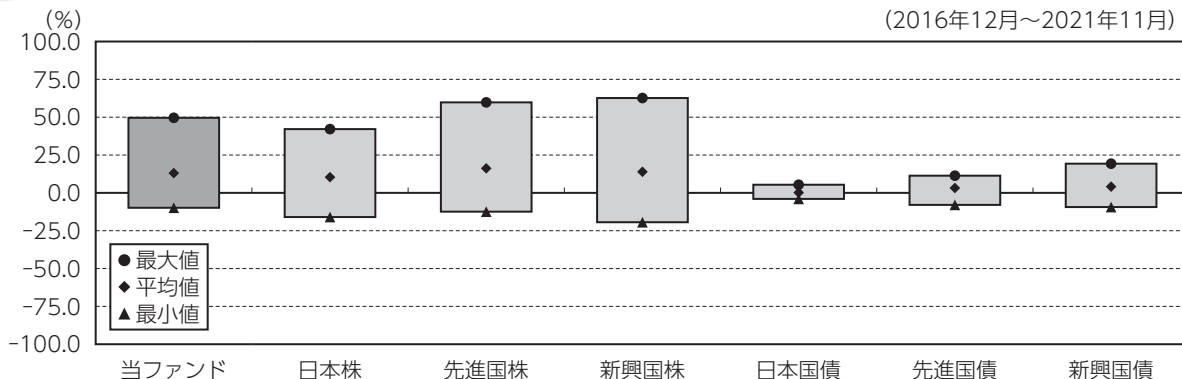 (%)
(2016年12月～2021年11月)
100.0
75.0
50.0
25.0
0.0
-25.0
-50.0
-75.0
-100.0
●最大値
◆平均値
▲最小値
当ファンド 日本株 先進国株 新興国株 日本国債 先進国債 新興国債